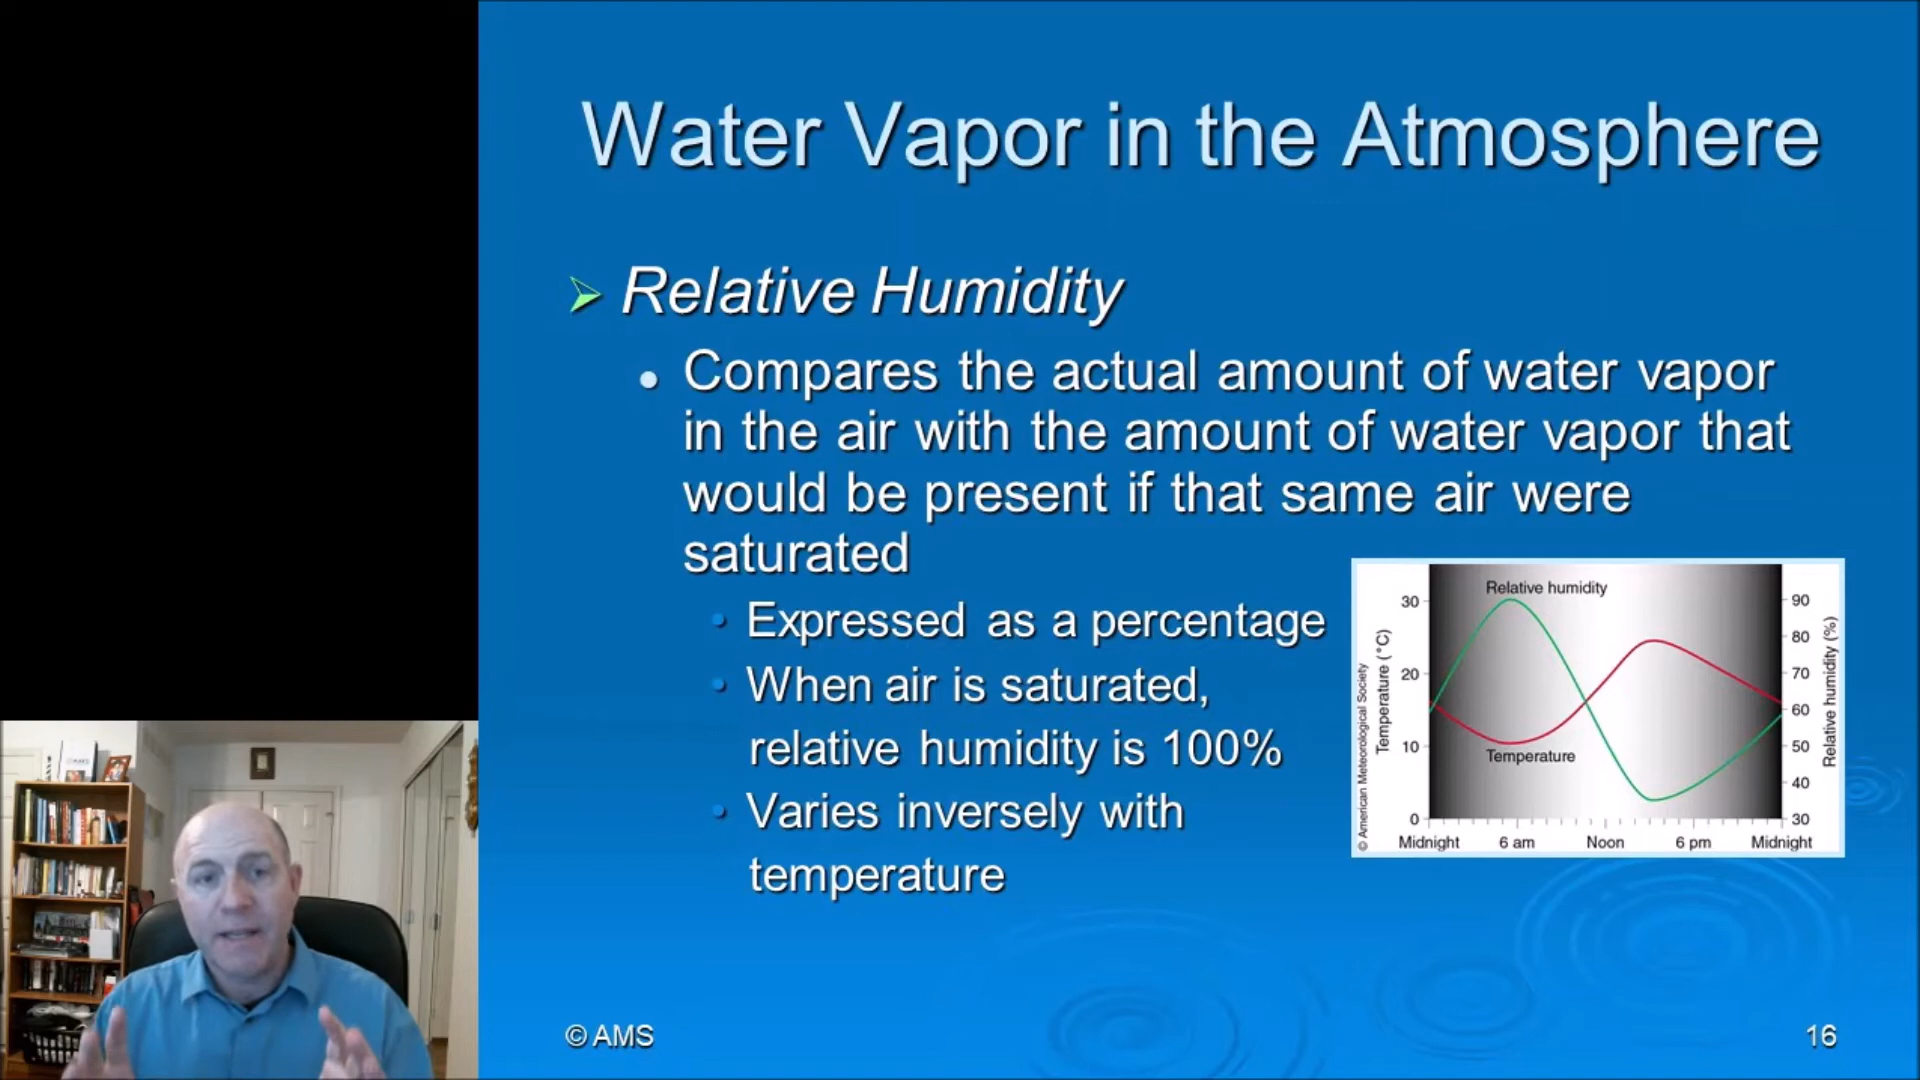 Water Vapor in the Atmosphere
Relative Humidity
Compares the actual amount of water vapor
in the air with the amount of water vapor that
would be present if that same air were
saturated
Expressed as a percentage
When air is saturated,
relative humidity is 100%
Varies inversely with
temperature
Relative humidity
Temperature
Temperature (°C)
30
20
10
0
Relative humidity (%)
90
80
70
60
50
40
30
Midnight 6 am Noon 6 pm Midnight
© American Meteorological Society
© AMS
16